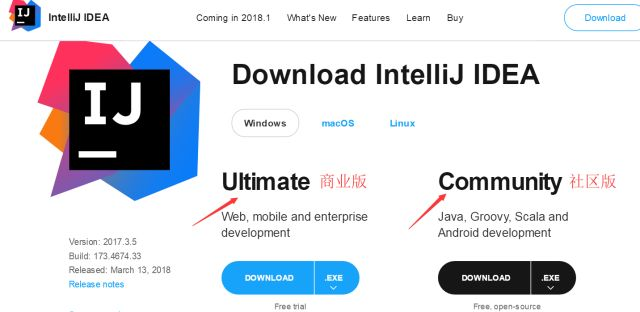 IJ IntelliJ IDEA Coming in 2018.1 What's New Features Learn Buy Download
IJ
Download IntelliJ IDEA
Windows macOS Linux
Ultimate 商业版
Web, mobile and enterprise
development
DOWNLOAD .EXE
Free trial
Community 社区版
Java, Groovy, Scala and
Android development
DOWNLOAD .EXE
Free, open-source
Version: 2017.3.5
Build: 173.4674.33
Released: March 13, 2018
Release notes